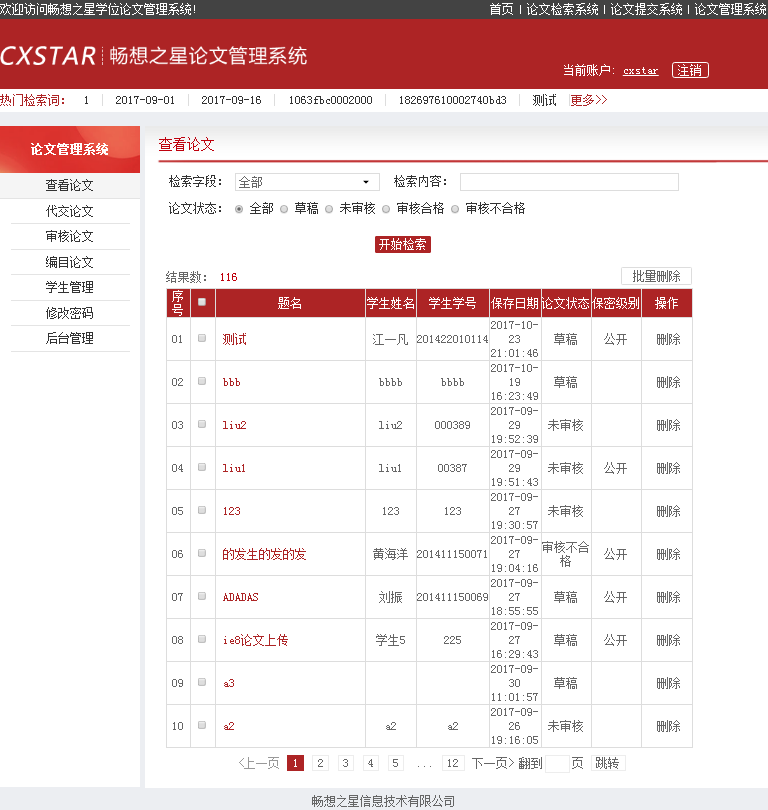 欢迎访问畅想之星学位论文管理系统! 首页 | 论文检索系统 | 论文提交系统 | 论文管理系统
CXSTAR 畅想之星论文管理系统
当前账户: cxstar 注销
热门检索词: 1 2017-09-01 2017-09-16 1063fbc0002000 182697610002740bd3 测试 更多>>
论文管理系统
查看论文
代交论文
审核论文
编目论文
学生管理
修改密码
后台管理
查看论文
检索字段: 全部 检索内容:
论文状态: 全部 草稿 未审核 审核合格 审核不合格
开始检索
结果数: 116 批量删除
序号 题名 学生姓名 学生学号 保存日期 论文状态 保密级别 操作
01 测试 江一凡 201422010114 2017-10-23 21:01:46 草稿 公开 删除
02 bbb bbbb bbbb 2017-10-19 16:23:49 草稿 删除
03 liu2 liu2 000389 2017-09-29 19:52:39 未审核 删除
04 liu1 liu1 00387 2017-09-29 19:51:43 未审核 公开 删除
05 123 123 123 2017-09-27 19:30:57 未审核 删除
06 的发生的发的发 黄海洋 201411150071 2017-09-27 19:04:16 审核不合格 公开 删除
07 ADADAS 刘振 201411150069 2017-09-27 18:55:55 草稿 公开 删除
08 ie8论文上传 学生5 225 2017-09-27 16:29:43 草稿 公开 删除
09 a3 2017-09-30 11:01:57 草稿 删除
10 a2 a2 a2 2017-09-26 19:16:05 未审核 删除
<上一页 1 2 3 4 5 ... 12 下一页> 翻到 页 跳转
畅想之星信息技术有限公司